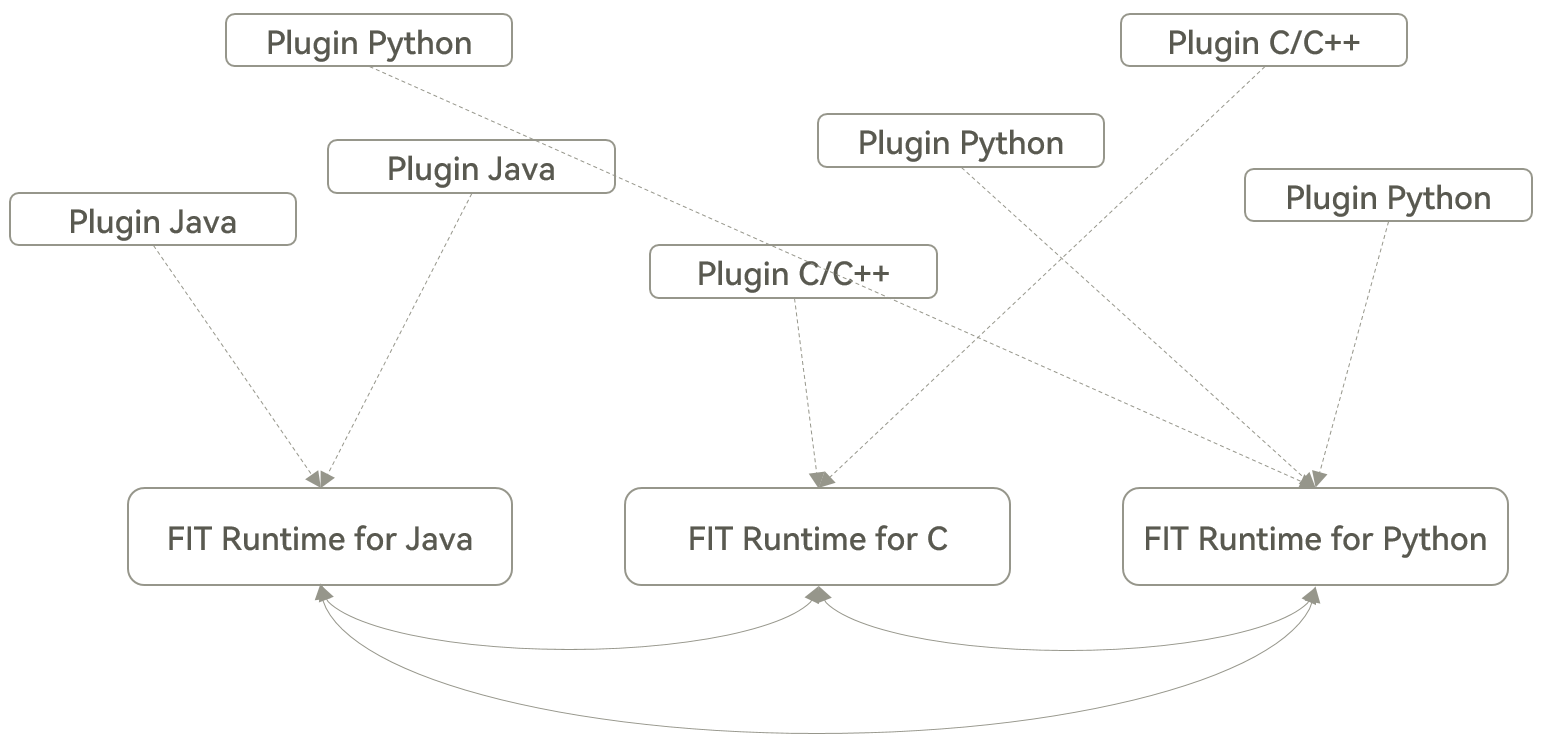 Plugin Python
Plugin C/C++
Plugin Python
Plugin Java
Plugin Python
Plugin Java
Plugin C/C++
FIT Runtime for Java
FIT Runtime for C
FIT Runtime for Python